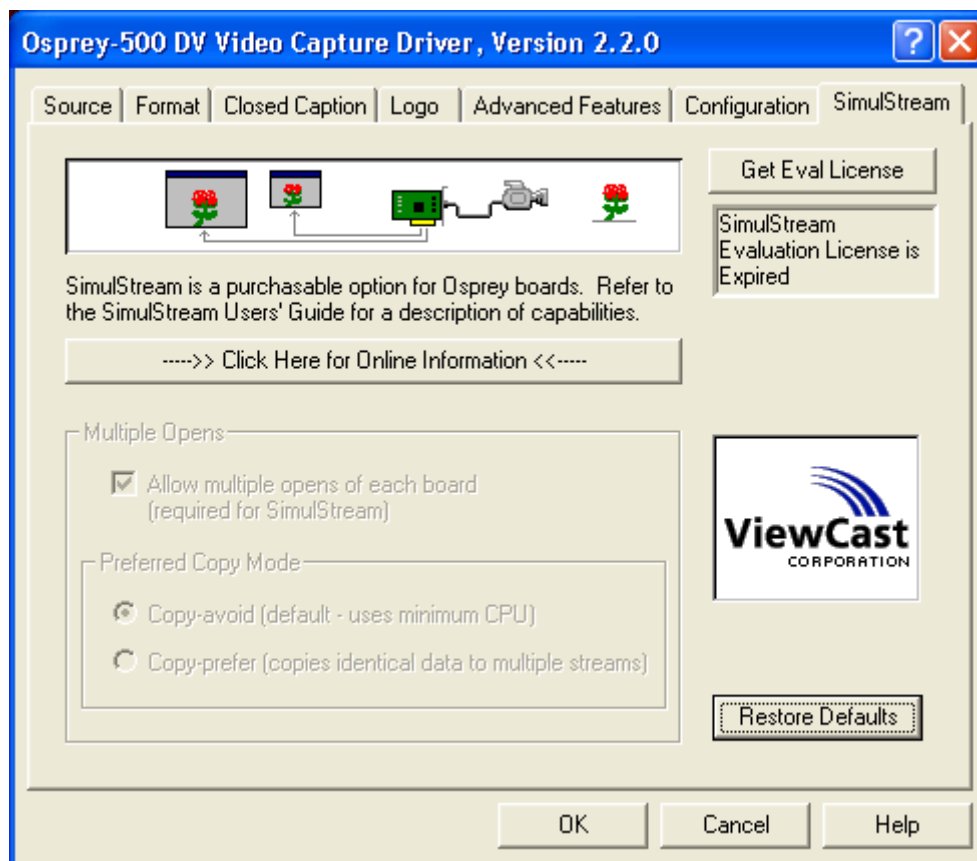 Osprey-500 DV Video Capture Driver, Version 2.2.0
Source Format Closed Caption Logo Advanced Features Configuration SimulStream
Get Eval License
SimulStream
Evaluation License is
Expired
SimulStream is a purchasable option for Osprey boards. Refer to
the SimulStream Users' Guide for a description of capabilities.
----->> Click Here for Online Information <<-----
Multiple Opens
Allow multiple opens of each board
(required for SimulStream)
Preferred Copy Mode
Copy-avoid (default - uses minimum CPU)
Copy-prefer (copies identical data to multiple streams)
ViewCast
CORPORATION
Restore Defaults
OK Cancel Help